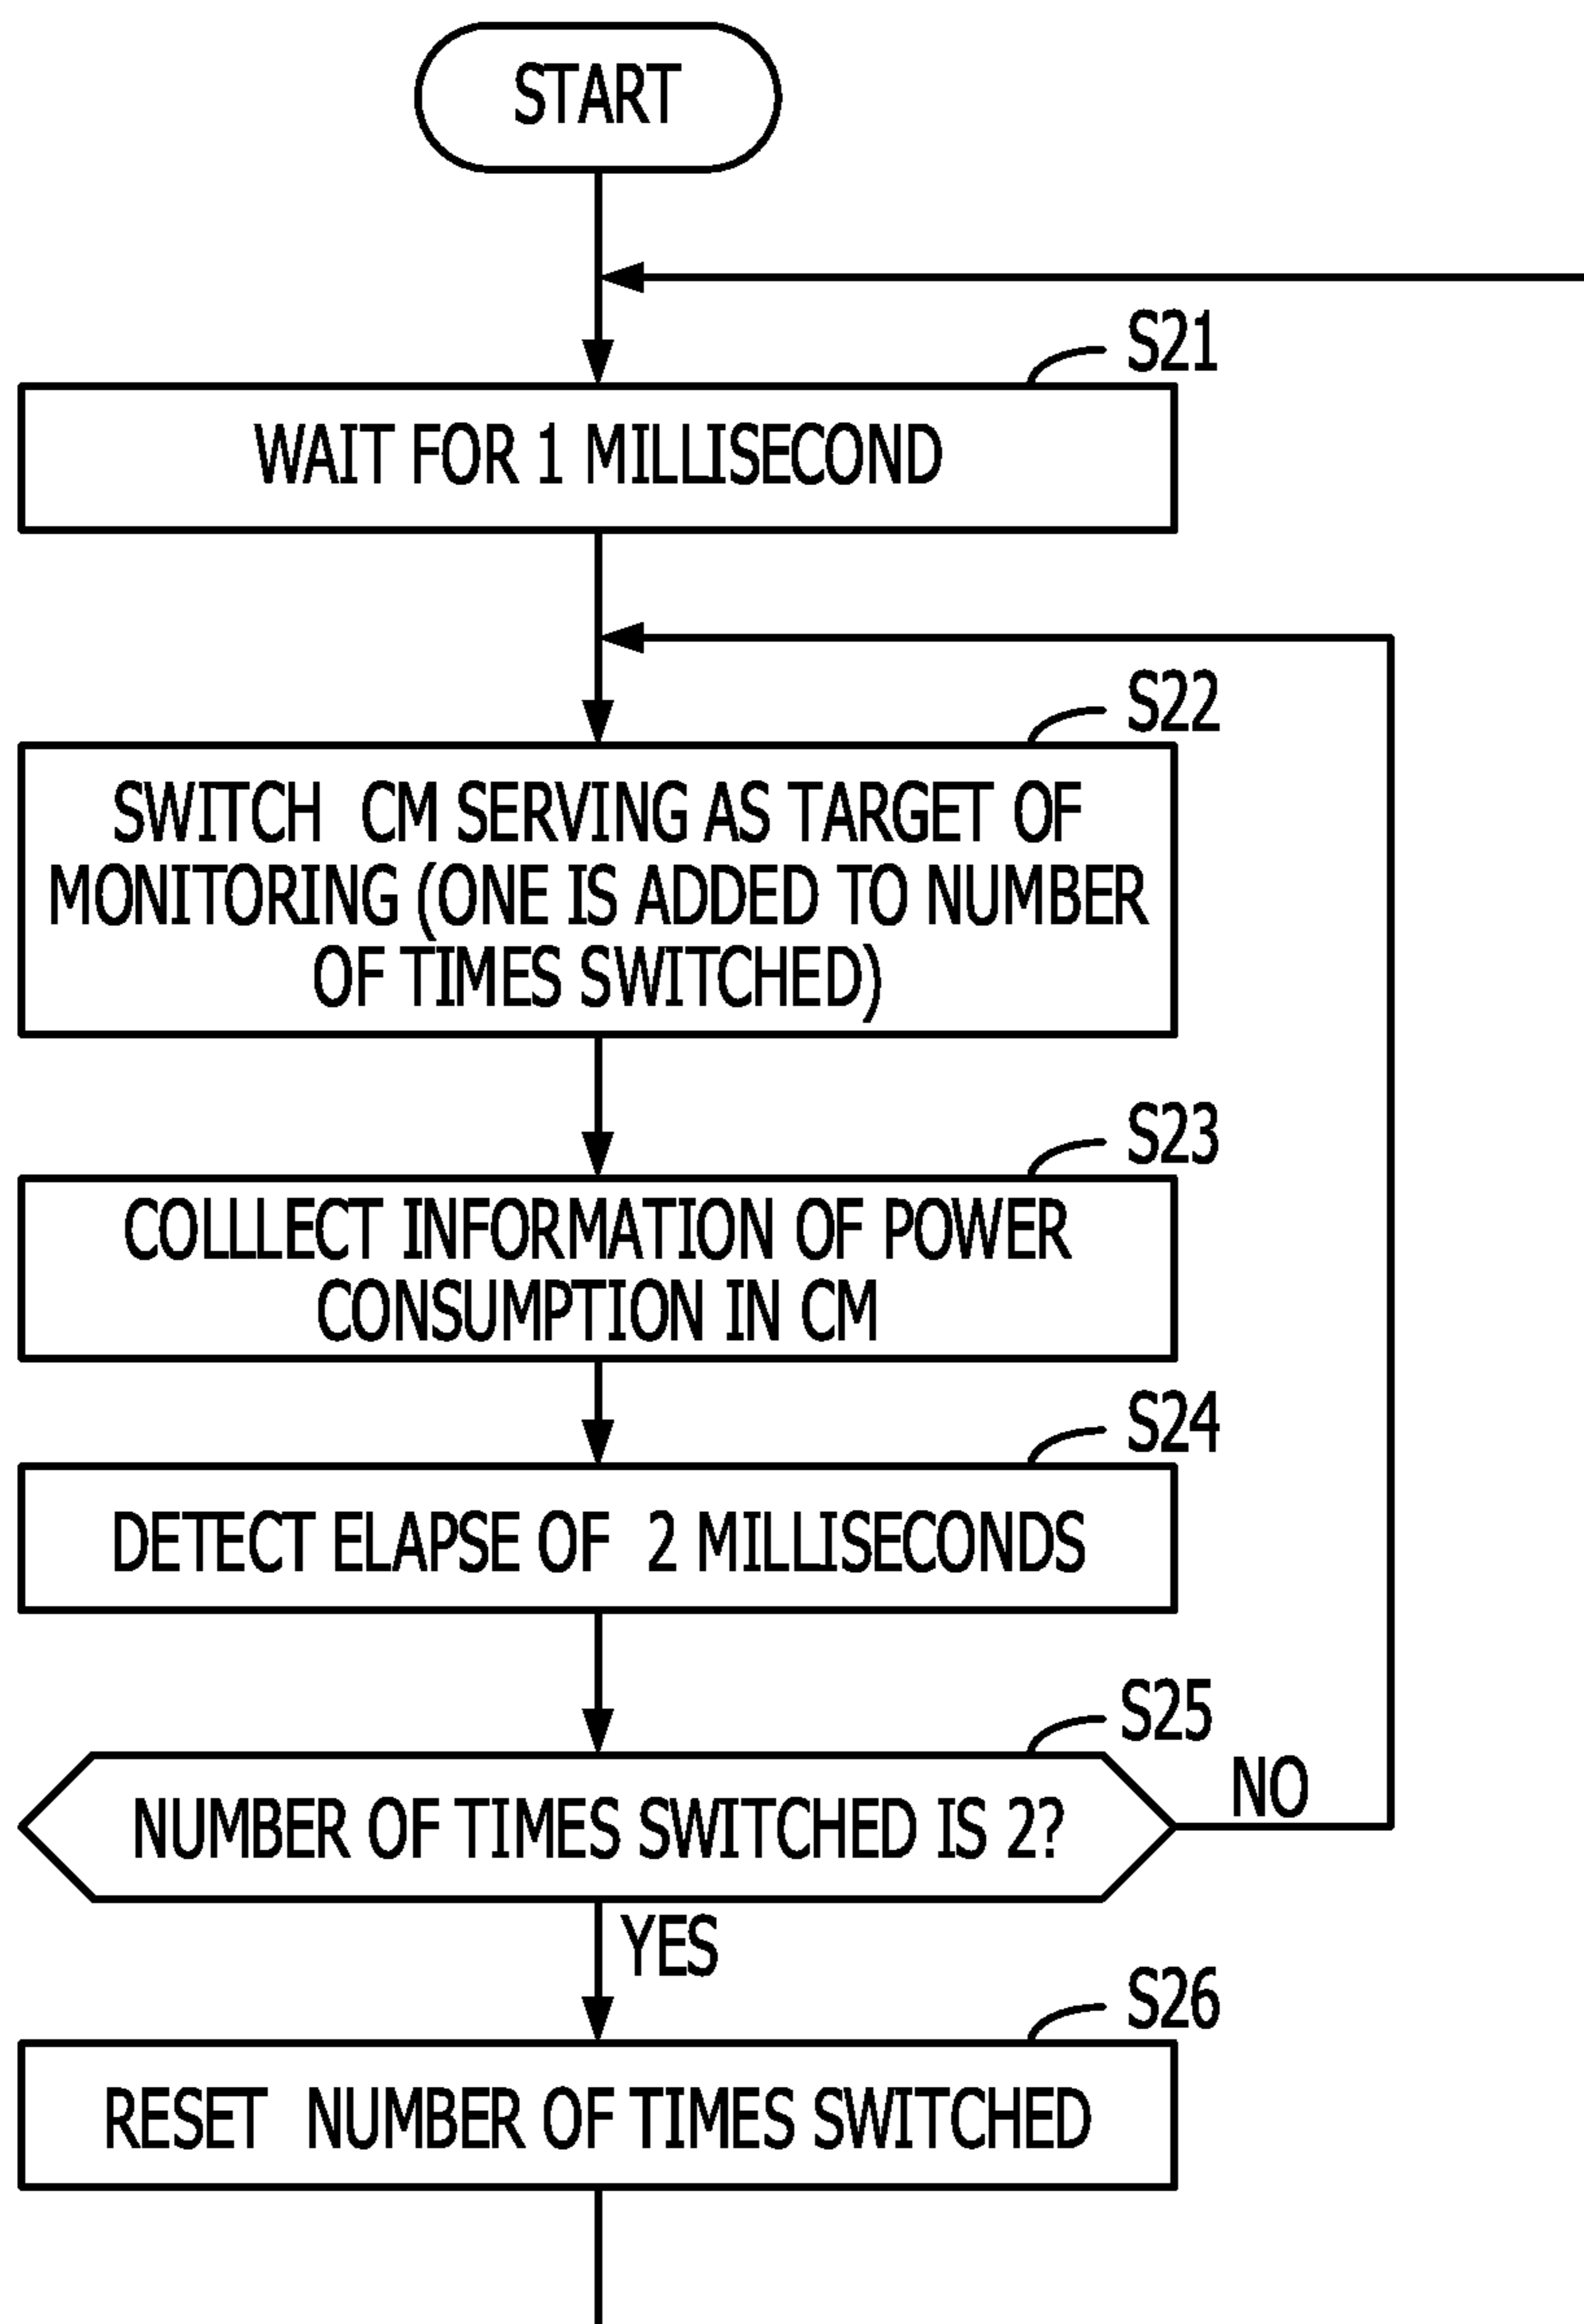 START
S21
WAIT FOR 1 MILLISECOND
S22
SWITCH CM SERVING AS TARGET OF
MONITORING (ONE IS ADDED TO NUMBER
OF TIMES SWITCHED)
S23
COLLLECT INFORMATION OF POWER
CONSUMPTION IN CM
S24
DETECT ELAPSE OF 2 MILLISECONDS
S25
NUMBER OF TIMES SWITCHED IS 2?
NO
YES
S26
RESET NUMBER OF TIMES SWITCHED